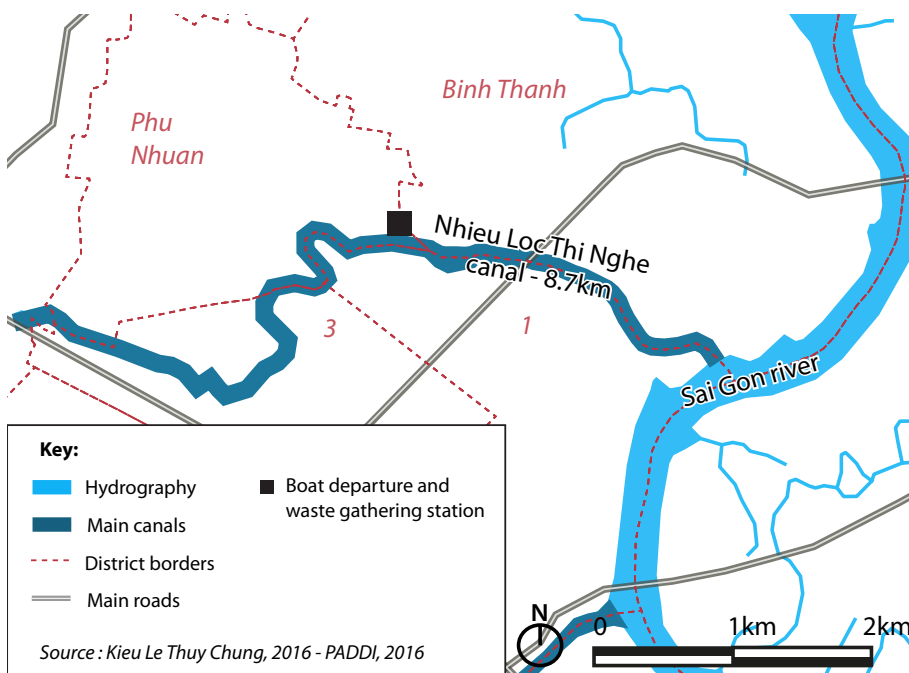 Binh Thanh
Phu
Nhuan
Nhieu Loc Thi Nghe
canal - 8.7km
3
1
Sai Gon river
Key:
Hydrography
Main canals
District borders
Main roads
Boat departure and
waste gathering station
Source : Kieu Le Thuy Chung, 2016 - PADDI, 2016
N
0 1km 2km